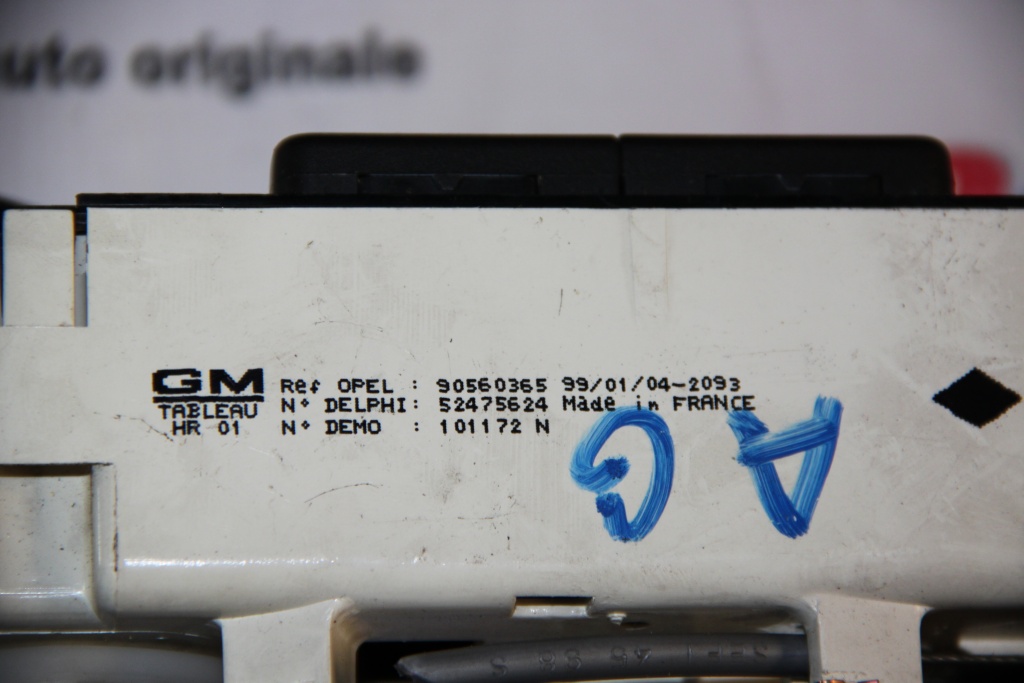 auto originale
GM
TABLEAU
HR 01
Ref OPEL : 90560365 99/01/04-2093
N° DELPHI: 52475624 Made in FRANCE
N° DEMO : 101172 N
AG